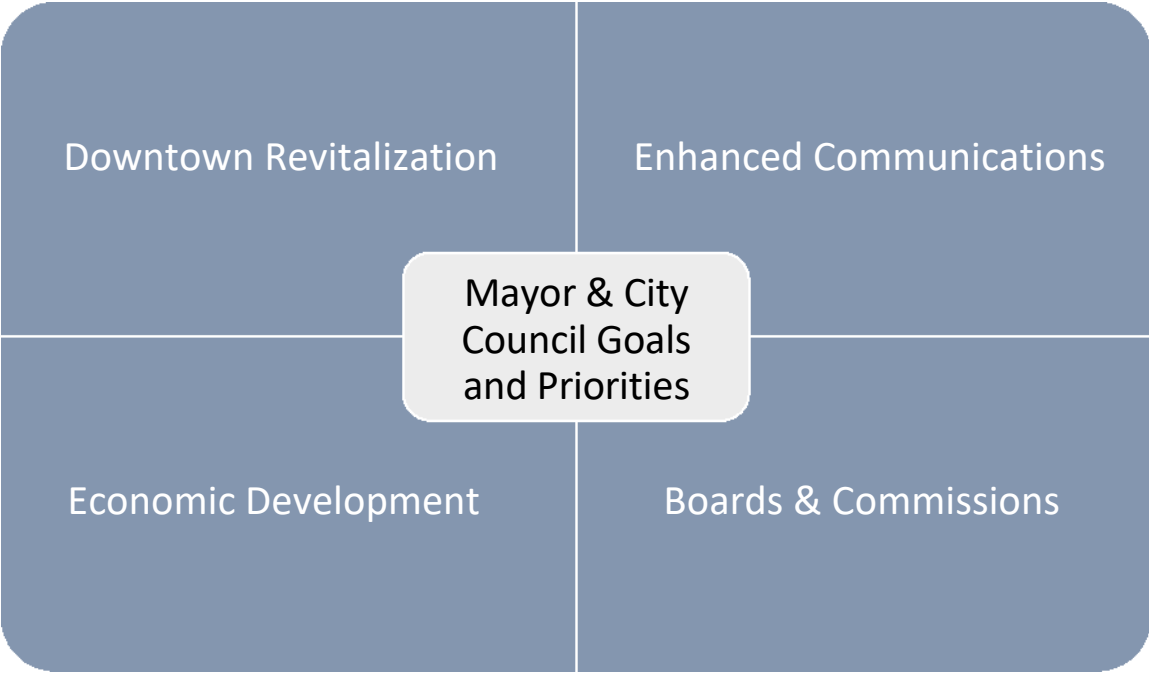 Downtown Revitalization
Enhanced Communications
Mayor & City
Council Goals
and Priorities
Economic Development
Boards & Commissions